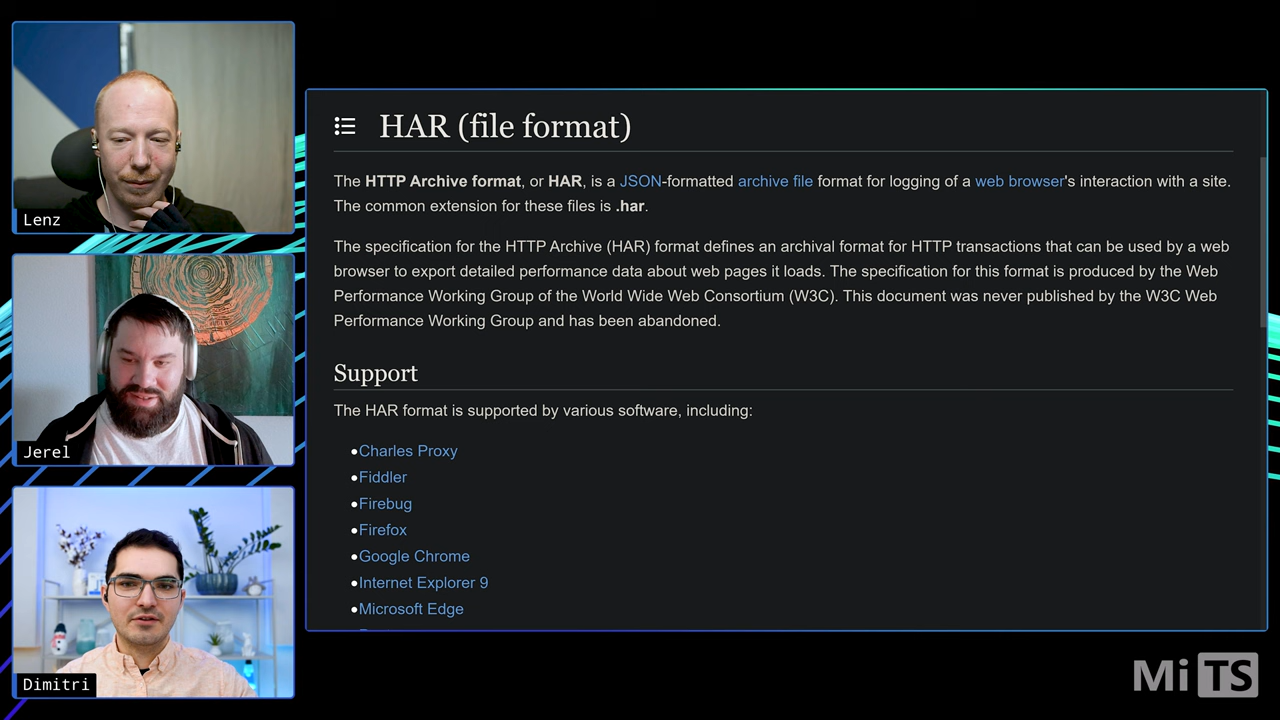 Lenz
Jerel
Dimitri
HAR (file format)
The HTTP Archive format, or HAR, is a JSON-formatted archive file format for logging of a web browser's interaction with a site.
The common extension for these files is .har.
The specification for the HTTP Archive (HAR) format defines an archival format for HTTP transactions that can be used by a web
browser to export detailed performance data about web pages it loads. The specification for this format is produced by the Web
Performance Working Group of the World Wide Web Consortium (W3C). This document was never published by the W3C Web
Performance Working Group and has been abandoned.
Support
The HAR format is supported by various software, including:
•Charles Proxy
•Fiddler
•Firebug
•Firefox
•Google Chrome
•Internet Explorer 9
•Microsoft Edge
MiTS